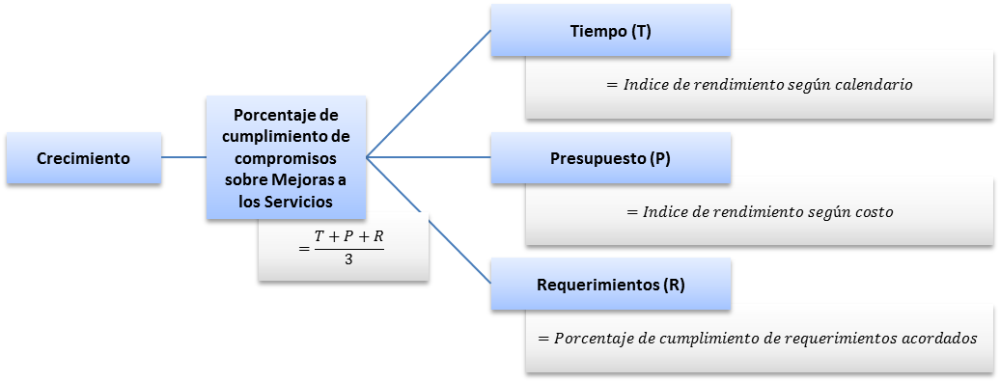 Crecimiento
Porcentaje de
cumplimiento de
compromisos
sobre Mejoras a
los Servicios
= T + P + R
3
Tiempo (T)
= Indice de rendimiento según calendario
Presupuesto (P)
= Indice de rendimiento según costo
Requerimientos (R)
= Porcentaje de cumplimiento de requerimientos acordados